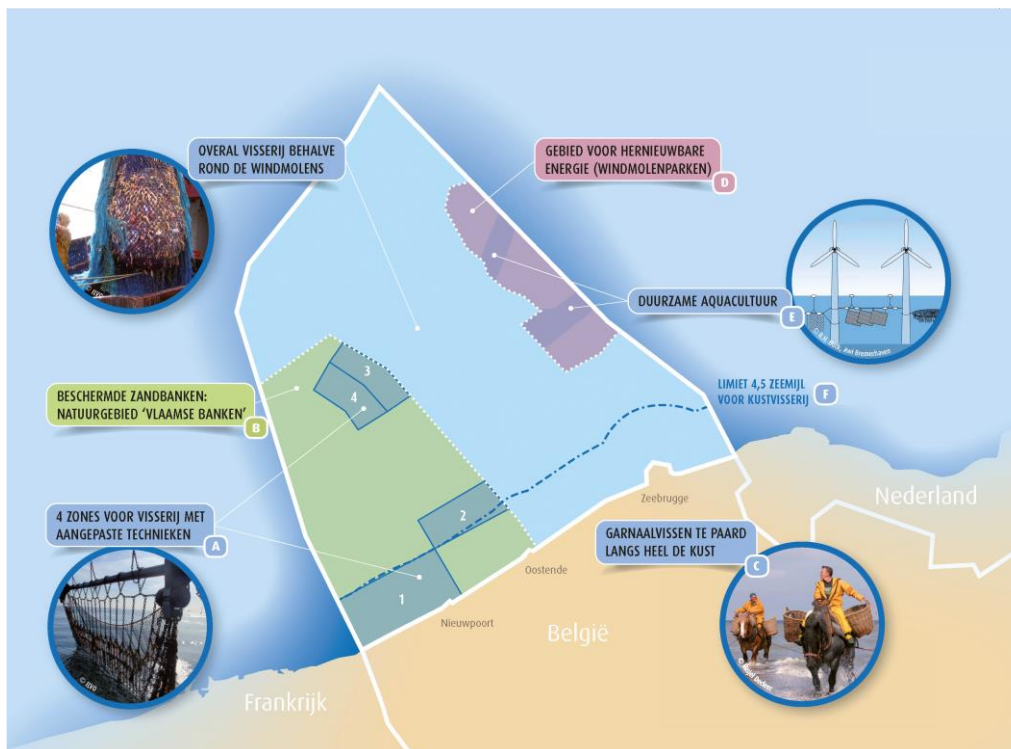 OVERAL VISSERIJ BEHALVE
ROND DE WINDMOLENS
GEBIED VOOR HERNIEUWBARE
ENERGIE (WINDMOLENPARKEN)
D
DUURZAME AQUACULTUUR
E
BESCHERMDE ZANDBANKEN:
NATUURGEBIED ‘VLAAMSE BANKEN’
B
3
4
LIMIET 4,5 ZEEMIJL
VOOR KUSTVISSERIJ
F
4 ZONES VOOR VISSERIJ MET
AANGEPASTE TECHNIEKEN
A
2
1
Zeebrugge
Nederland
GARNAALVISSEN TE PAARD
LANGS HEEL DE KUST
C
Oostende
Nieuwpoort
België
Frankrijk
© ILVO